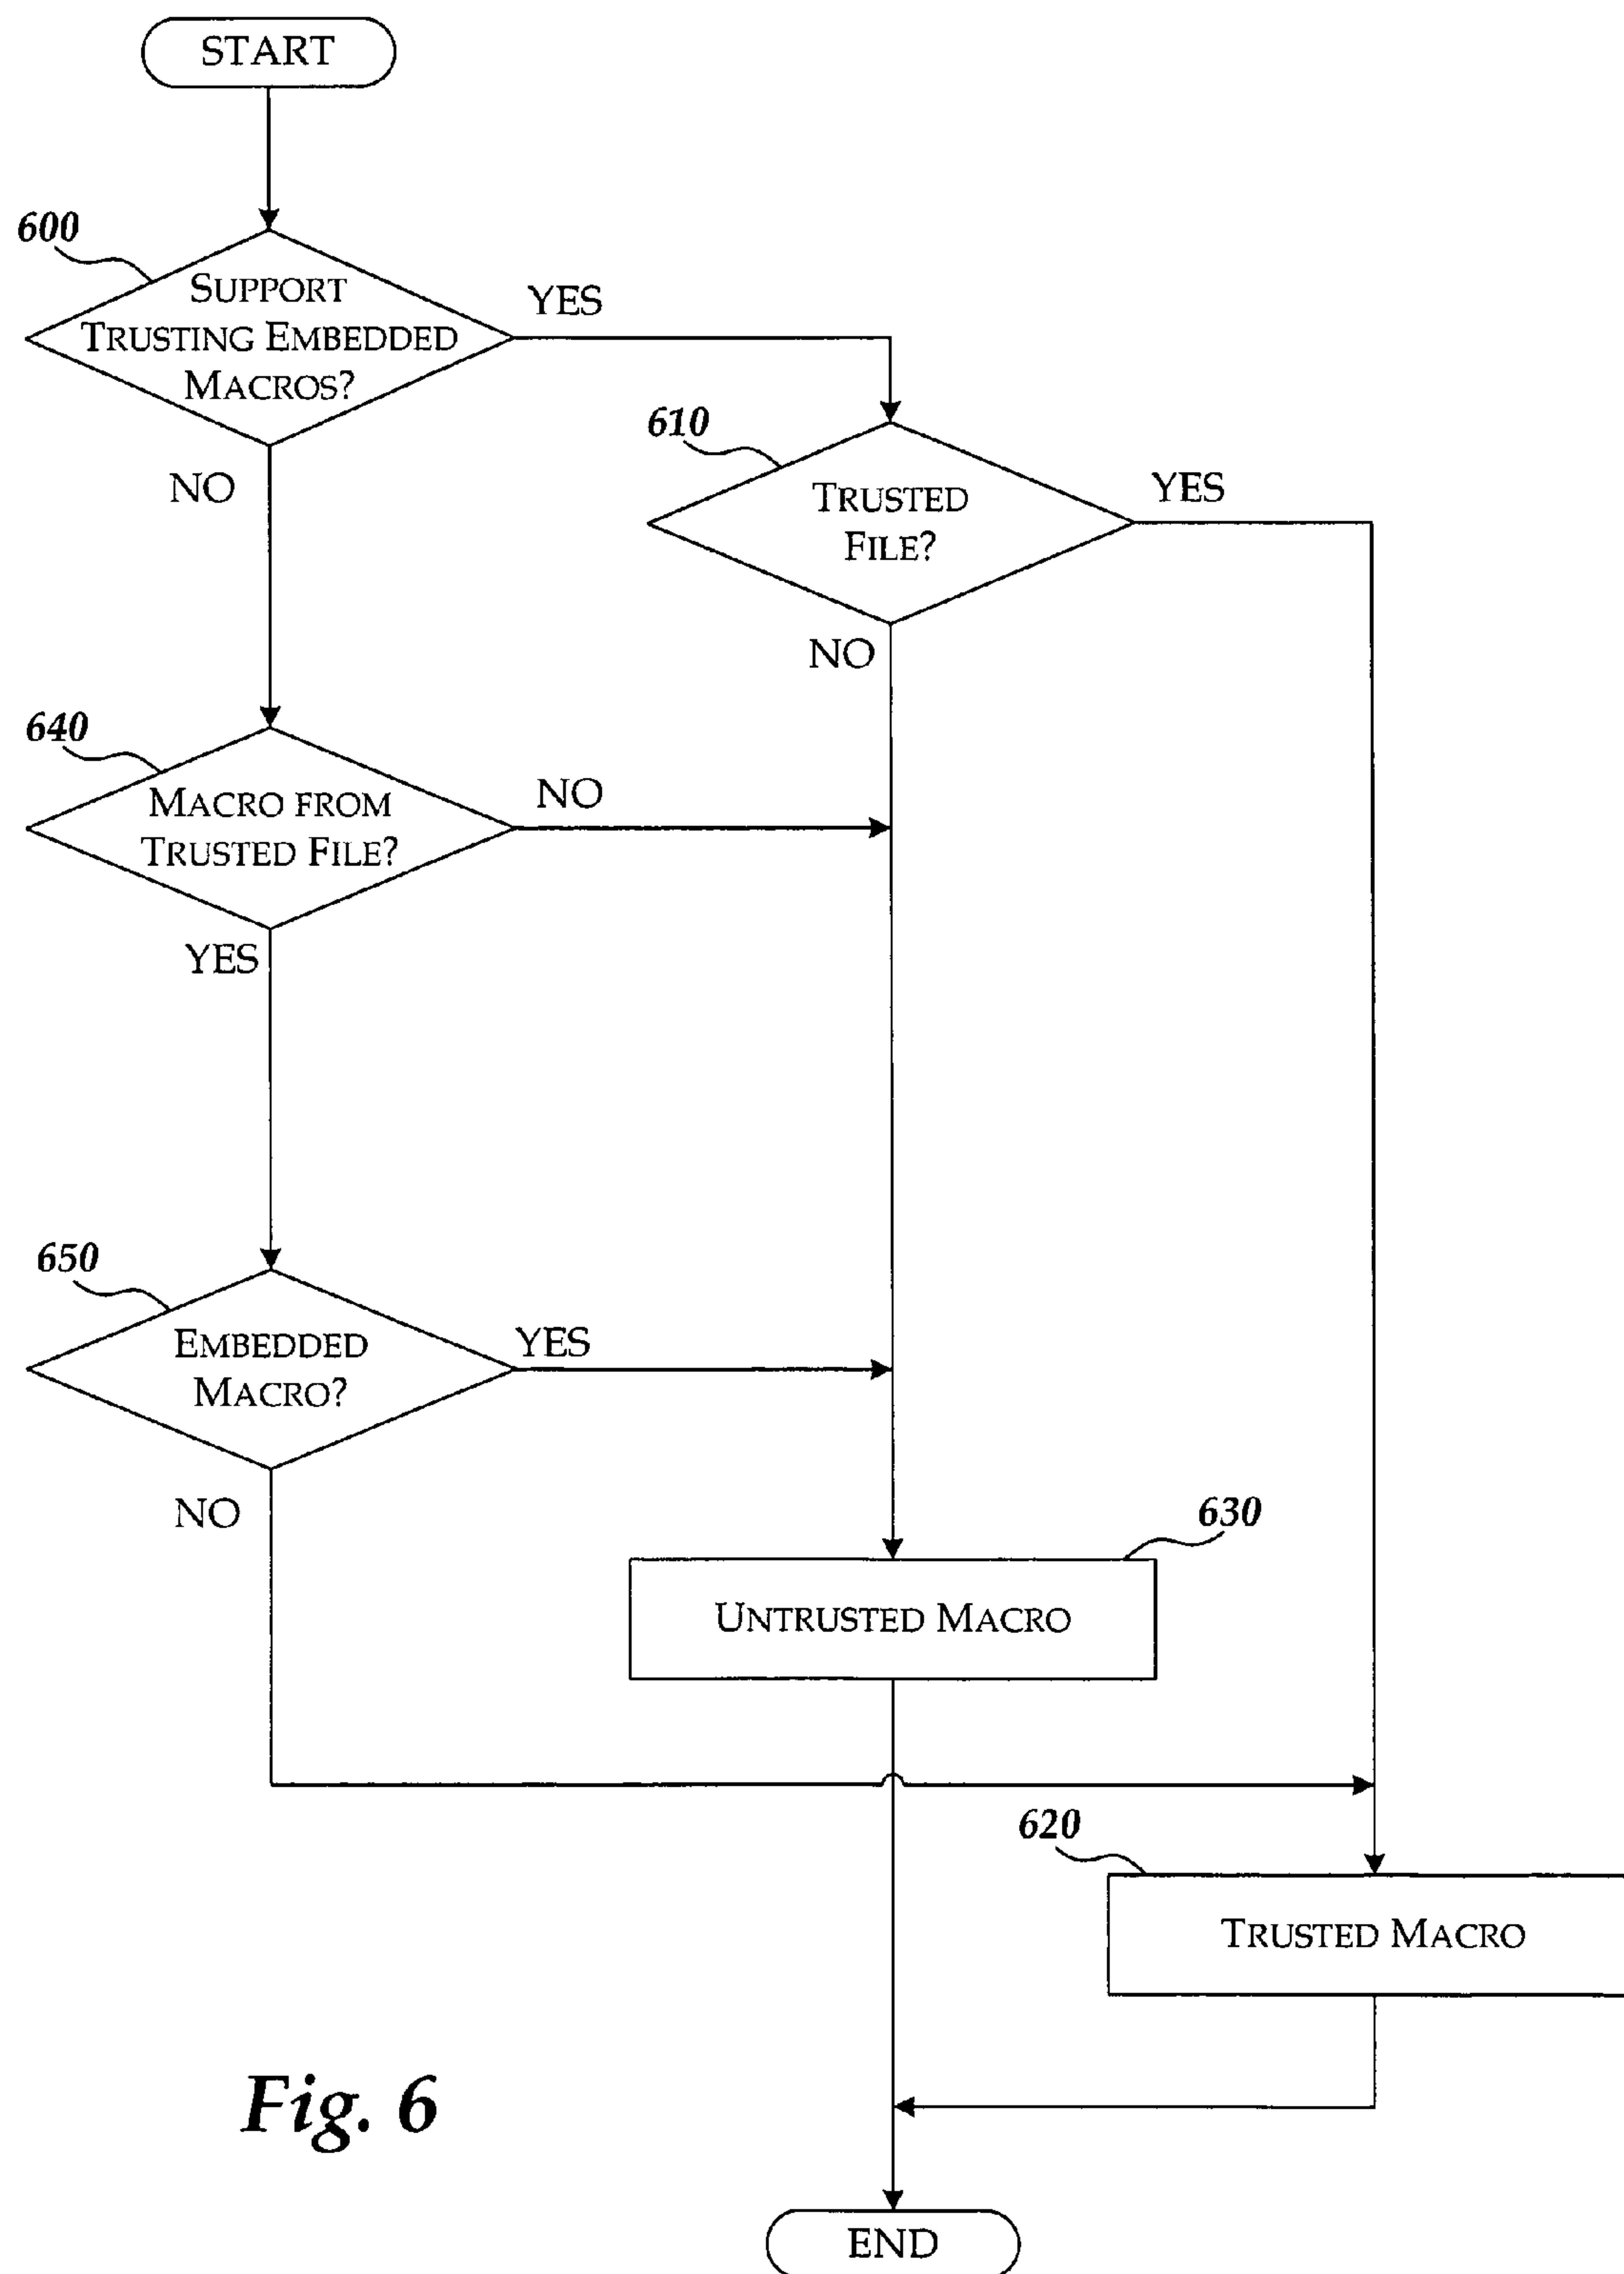 START
600
SUPPORT
TRUSTING EMBEDDED
MACROS?
YES
NO
610
TRUSTED
FILE?
YES
NO
640
MACRO FROM
TRUSTED FILE?
NO
YES
650
EMBEDDED
MACRO?
YES
NO
630
UNTRUSTED MACRO
620
TRUSTED MACRO
Fig. 6
END